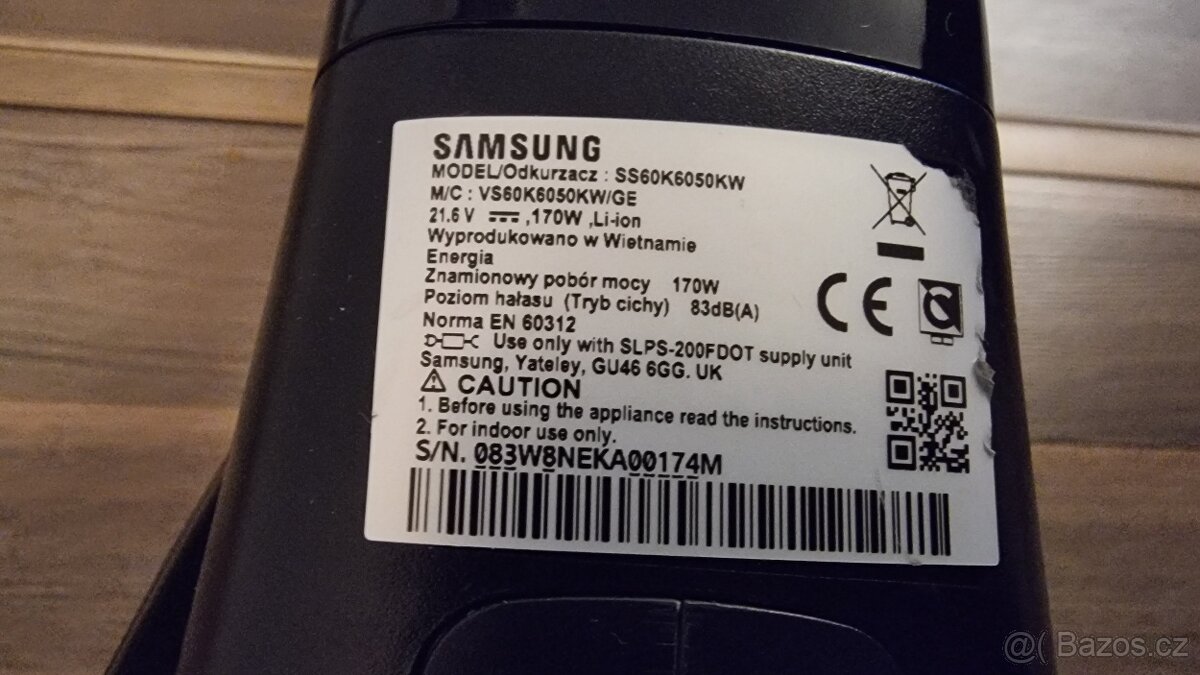 SAMSUNG
MODEL/Odkurzacz : SS60K6050KW
M/C : VS60K6050KW/GE
21.6 V ⎓ ,170W ,Li-ion
Wyprodukowano w Wietnamie
Energia
Znamionowy pobór mocy 170W
Poziom hałasu (Tryb cichy) 83dB(A)
Norma EN 60312
Use only with SLPS-200FDOT supply unit
Samsung, Yateley, GU46 6GG. UK
⚠ CAUTION
1. Before using the appliance read the instructions.
2. For indoor use only.
S/N. 083W8NEKA00174M
CE
@( Bazos.cz